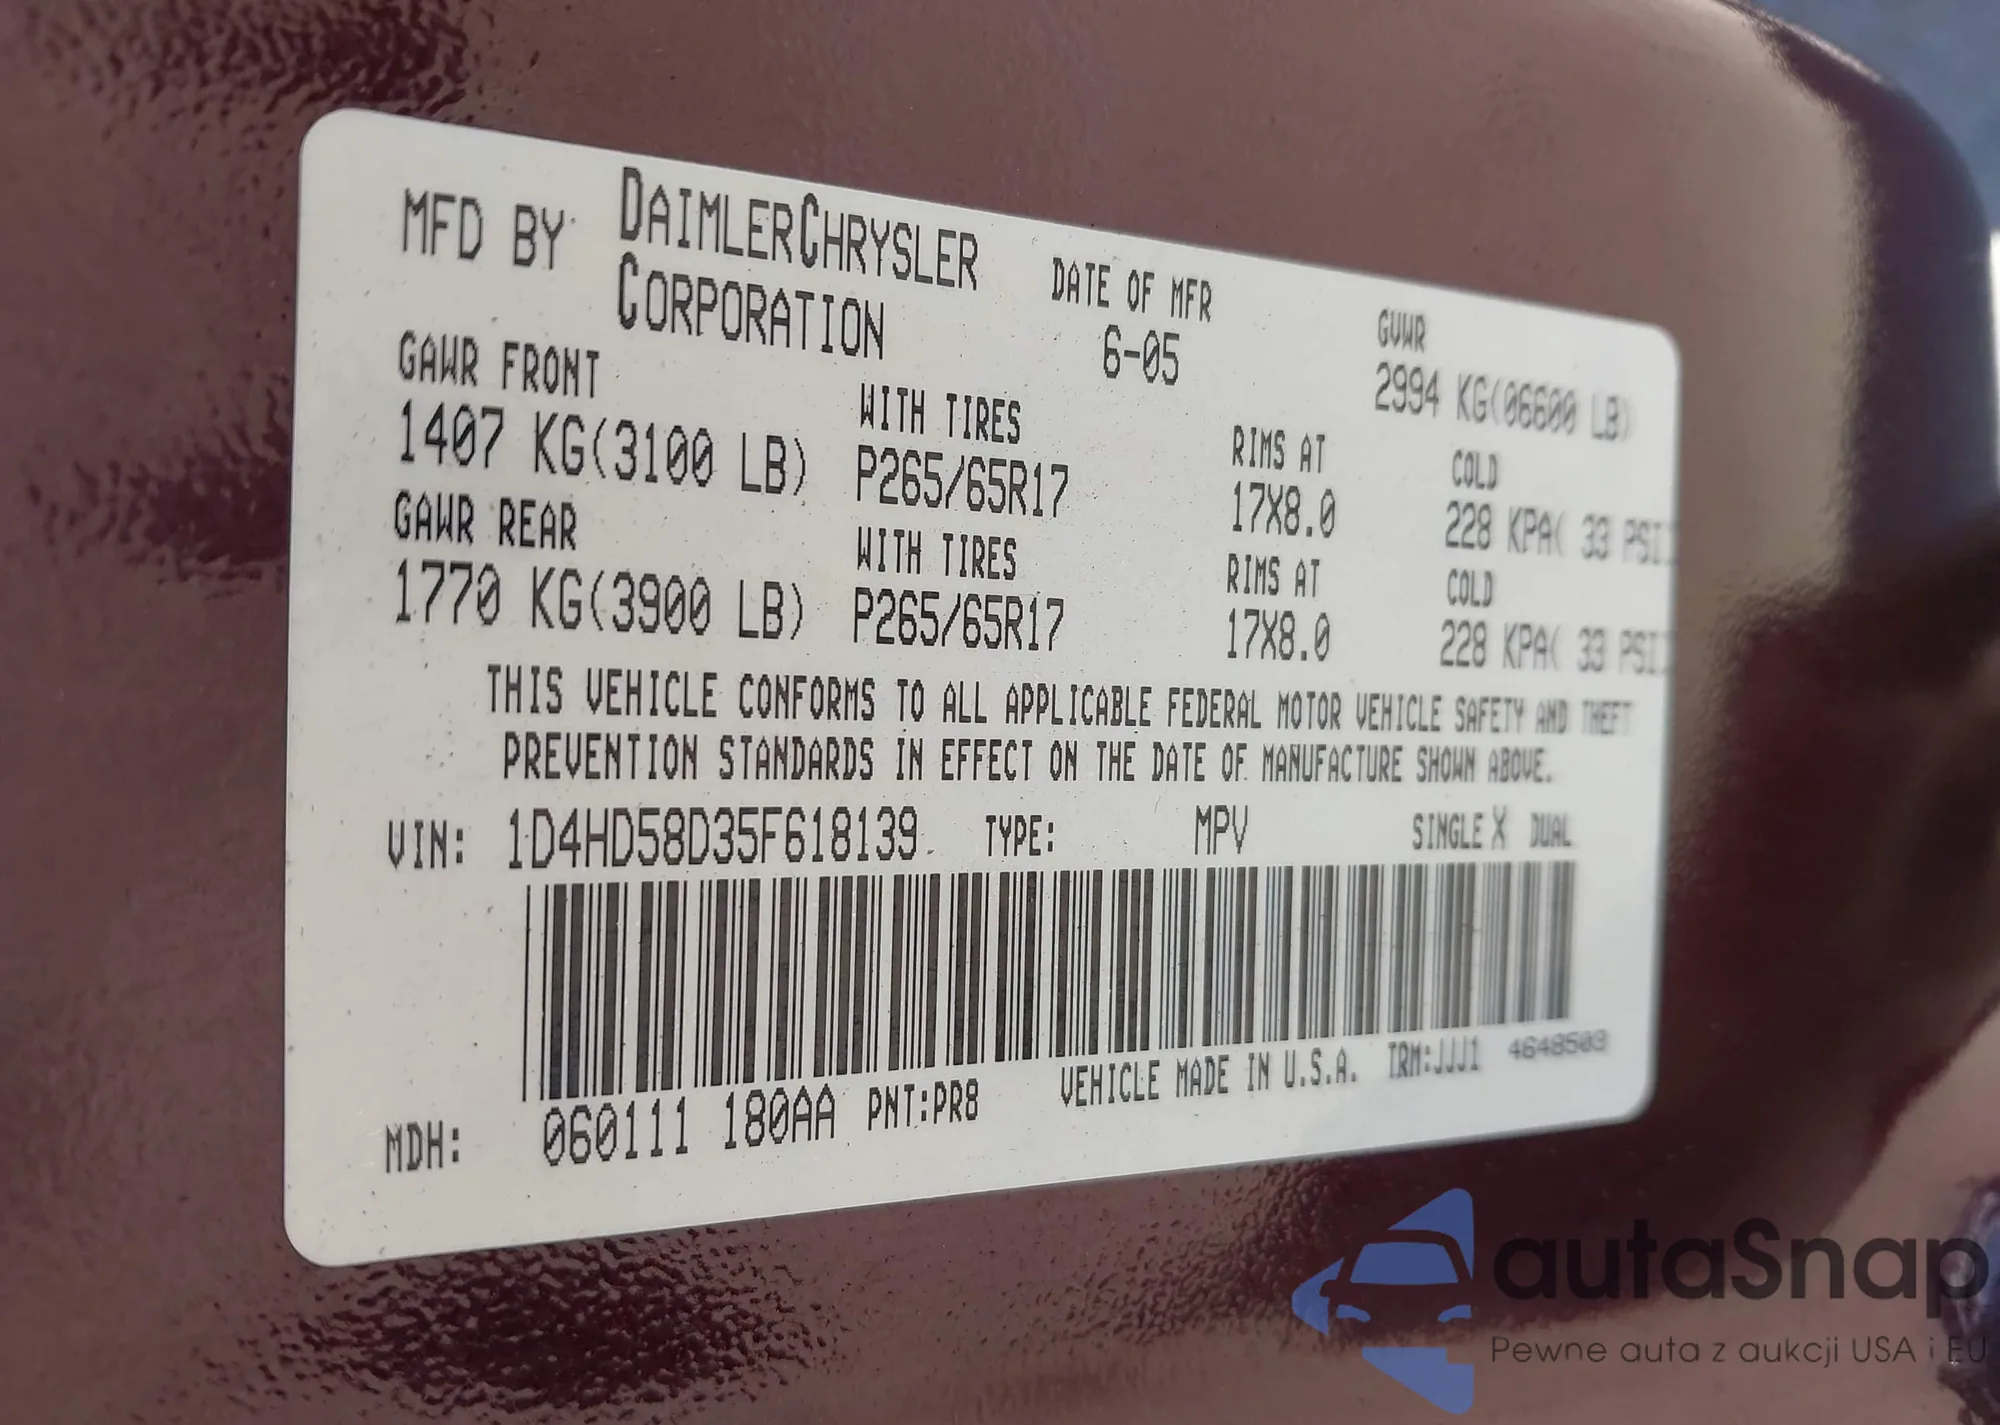 MFD BY DAIMLERCHRYSLER CORPORATION
DATE OF MFR 6-05
GVWR 2994 KG(06600 LB)
GAWR FRONT WITH TIRES RIMS AT COLD
1407 KG(3100 LB) P265/65R17 17X8.0 228 KPA( 33 PSI)
GAWR REAR WITH TIRES RIMS AT COLD
1770 KG(3900 LB) P265/65R17 17X8.0 228 KPA( 33 PSI)
THIS VEHICLE CONFORMS TO ALL APPLICABLE FEDERAL MOTOR VEHICLE SAFETY AND THEFT
PREVENTION STANDARDS IN EFFECT ON THE DATE OF MANUFACTURE SHOWN ABOVE.
VIN: 1D4HD58D35F618139 TYPE: MPV SINGLE X DUAL
MDH: 060111 180AA PNT:PR8 VEHICLE MADE IN U.S.A. TRM:JJJ1 4648503
autaSnap
Pewne auta z aukcji USA i EU